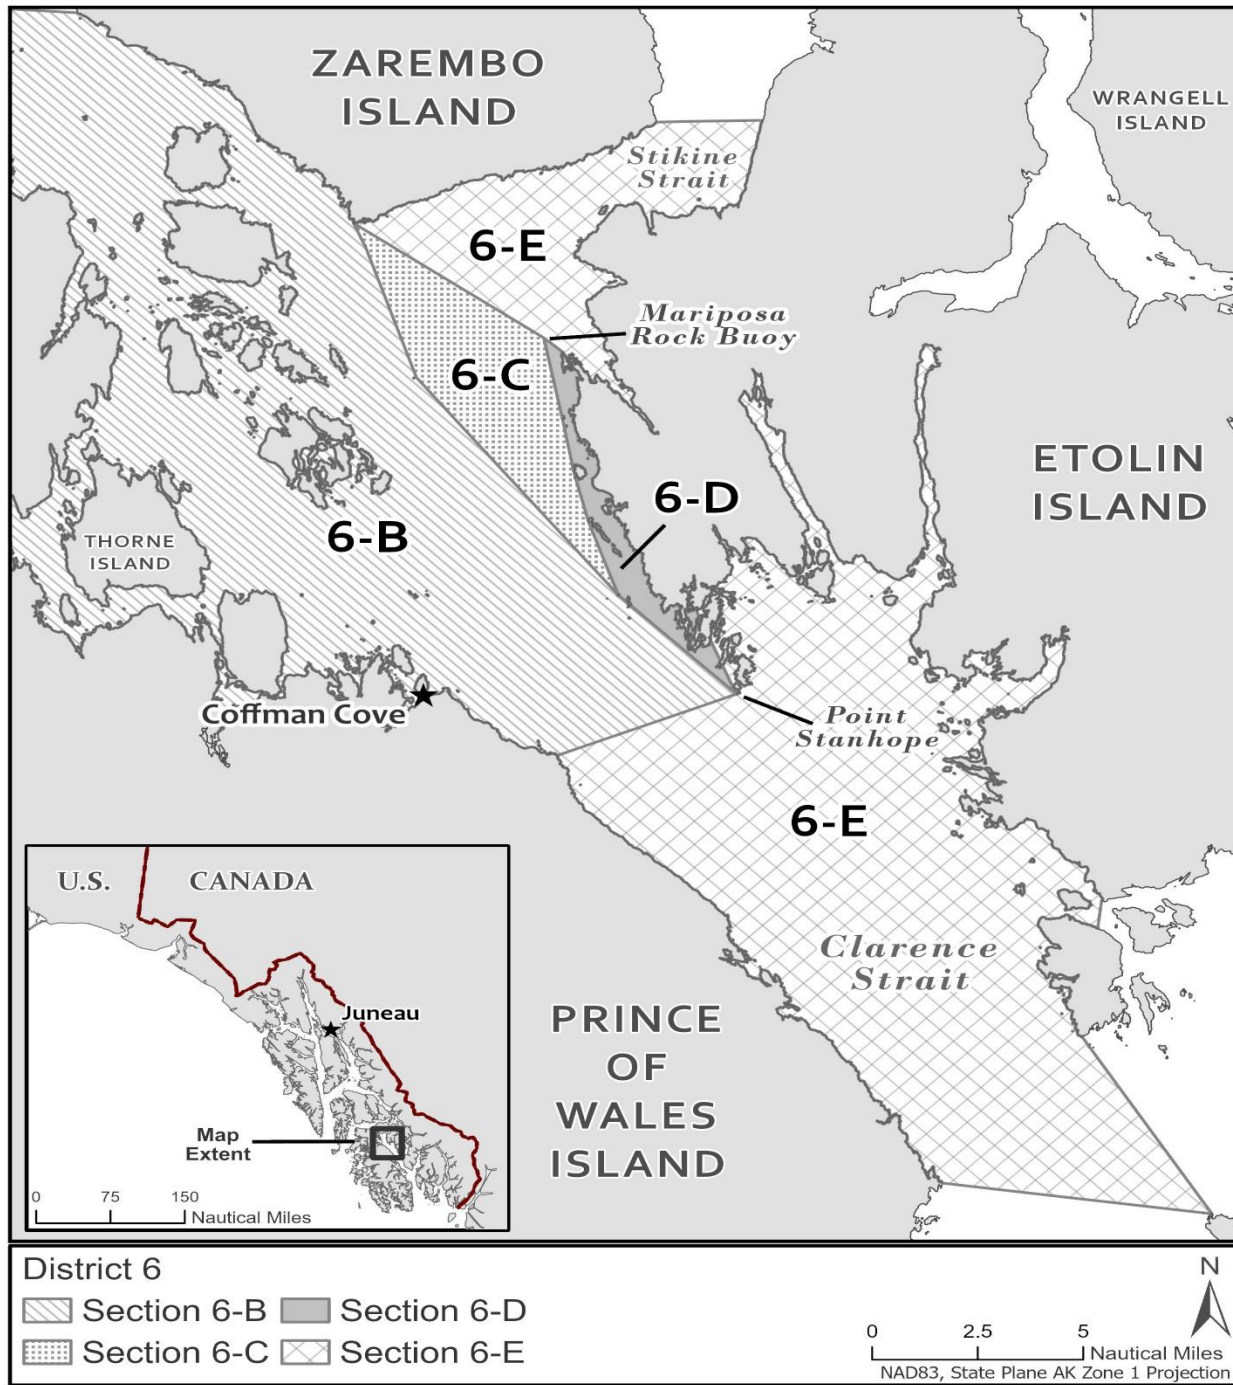 ZAREMBO
ISLAND
WRANGELL
ISLAND
Stikine
Strait
6-E
Mariposa
Rock Buoy
6-C
ETOLIN
ISLAND
6-D
6-B
THORNE
ISLAND
Coffman Cove
Point
Stanhope
6-E
Clarence
Strait
PRINCE
OF
WALES
ISLAND
U.S.
CANADA
Juneau
Map
Extent
0 75 150
Nautical Miles
District 6
Section 6-B
Section 6-D
Section 6-C
Section 6-E
N
0 2.5 5
Nautical Miles
NAD83, State Plane AK Zone 1 Projection